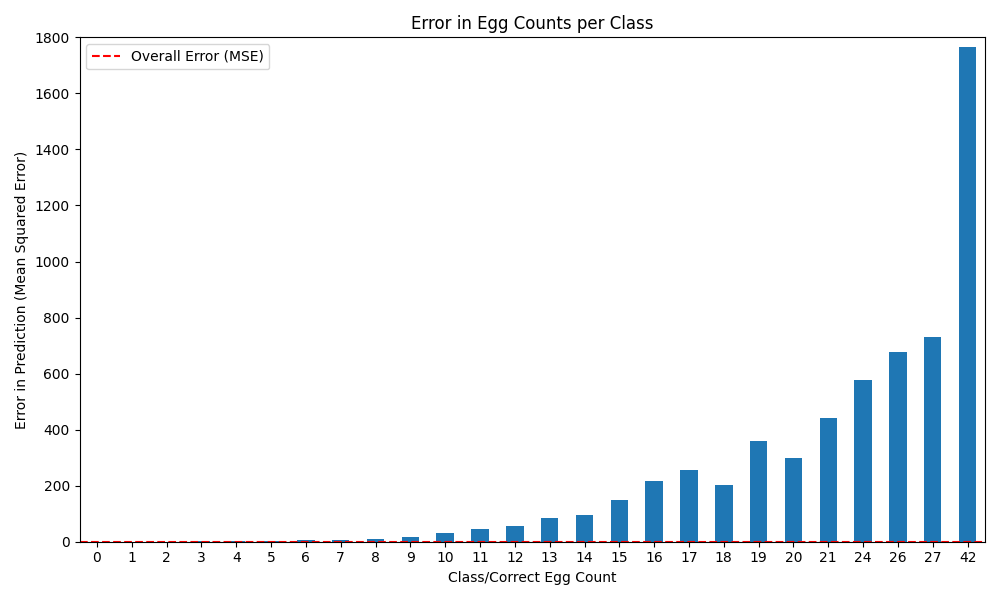 Error in Egg Counts per Class
Overall Error (MSE)
Error in Prediction (Mean Squared Error)
1800
1600
1400
1200
1000
800
600
400
200
0
0 1 2 3 4 5 6 7 8 9 10 11 12 13 14 15 16 17 18 19 20 21 24 26 27 42
Class/Correct Egg Count